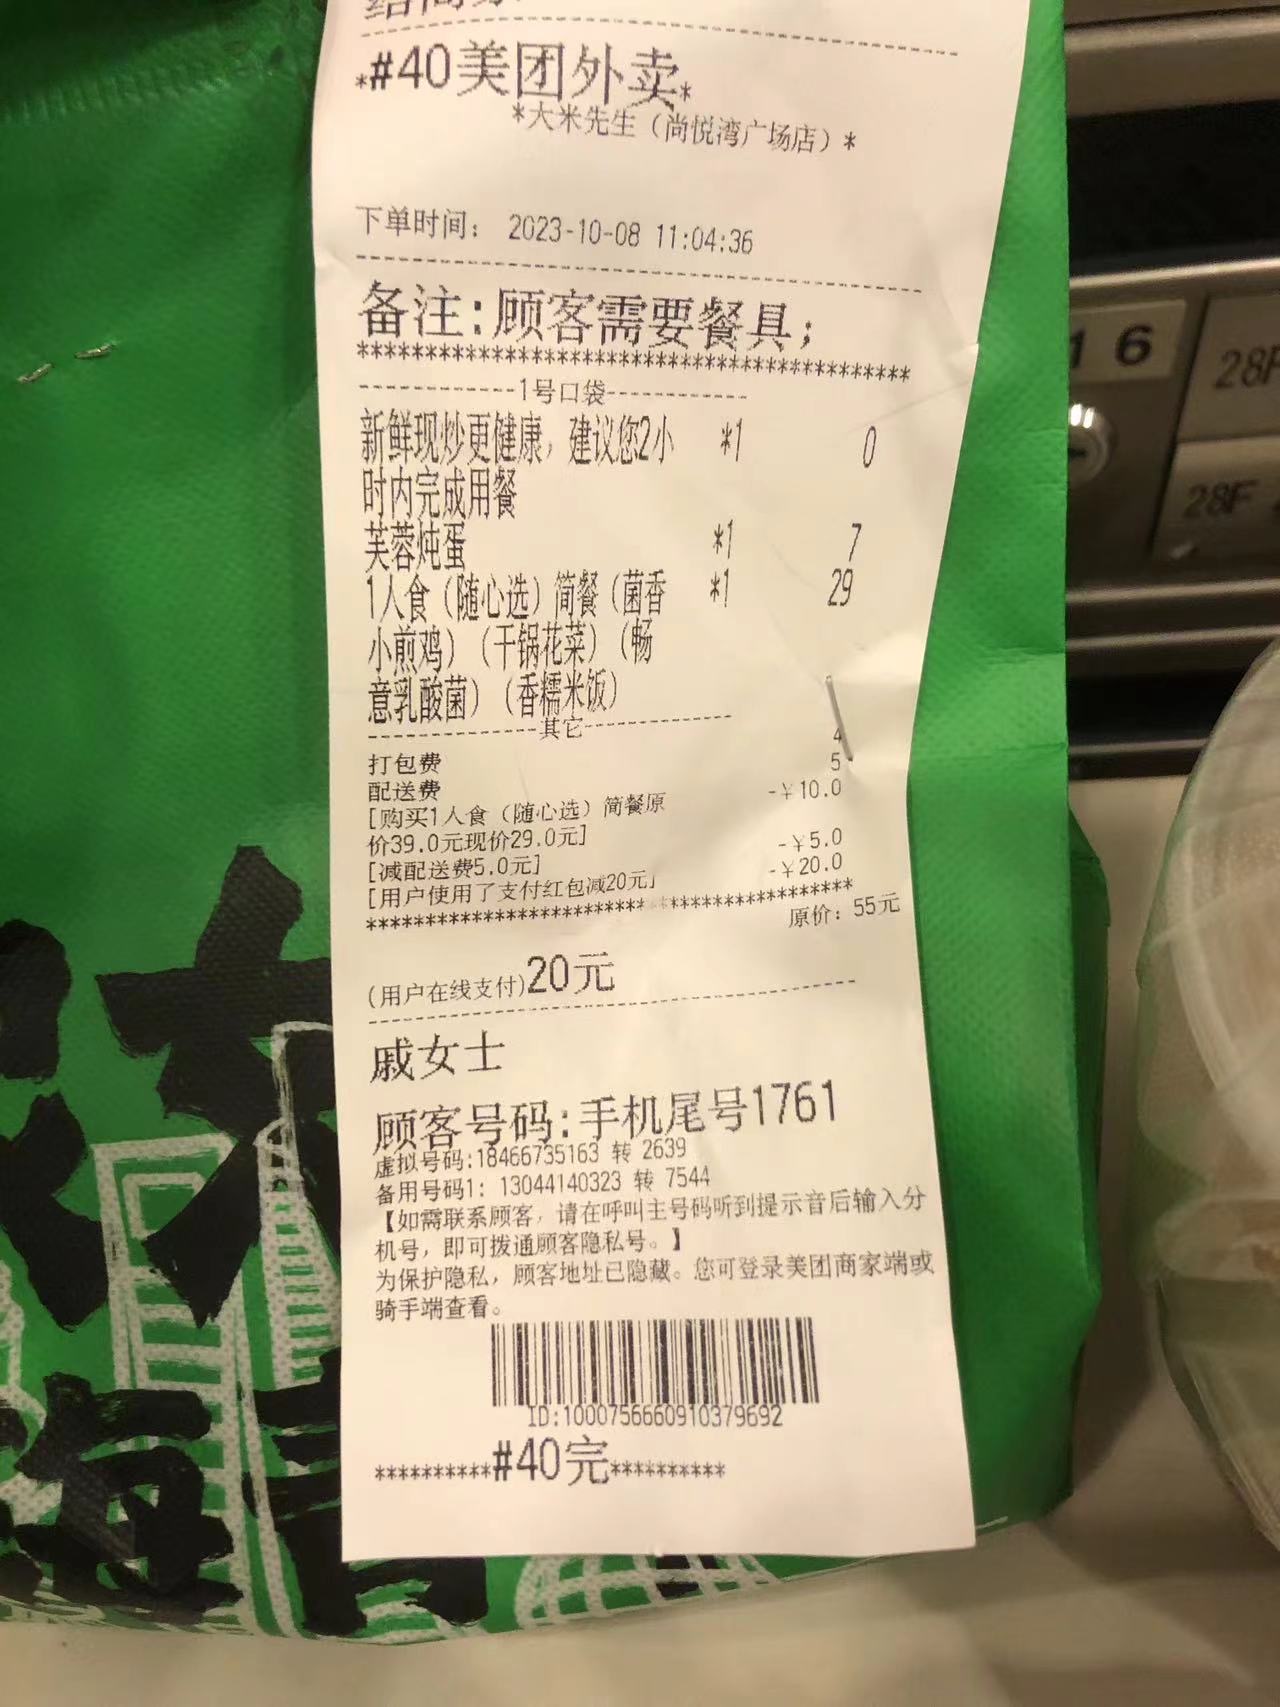 #40美团外卖*
*大米先生（尚悦湾广场店）*
下单时间： 2023-10-08 11:04:36
备注:顾客需要餐具;
******************************************
------------1号口袋------------
新鲜现炒更健康，建议您2小 *1 0
时内完成用餐
芙蓉炖蛋 *1 7
1人食（随心选）简餐（菌香 *1 29
小煎鸡）（干锅花菜）（畅
意乳酸菌）（香糯米饭）
--------------其它--------------
打包费 4
配送费 5
[购买1人食（随心选）简餐原 -￥10.0
价39.0元现价29.0元]
[减配送费5.0元] -￥5.0
[用户使用了支付红包减20元] -￥20.0
******************************************
原价：55元
(用户在线支付)20元
戚女士
顾客号码:手机尾号1761
虚拟号码:18466735163 转 2639
备用号码1: 13044140323 转 7544
【如需联系顾客，请在呼叫主号码听到提示音后输入分
机号，即可拨通顾客隐私号。】
为保护隐私，顾客地址已隐藏。您可登录美团商家端或
骑手端查看。
ID:1000756660910379692
**********#40完**********
16
28F
28F
海